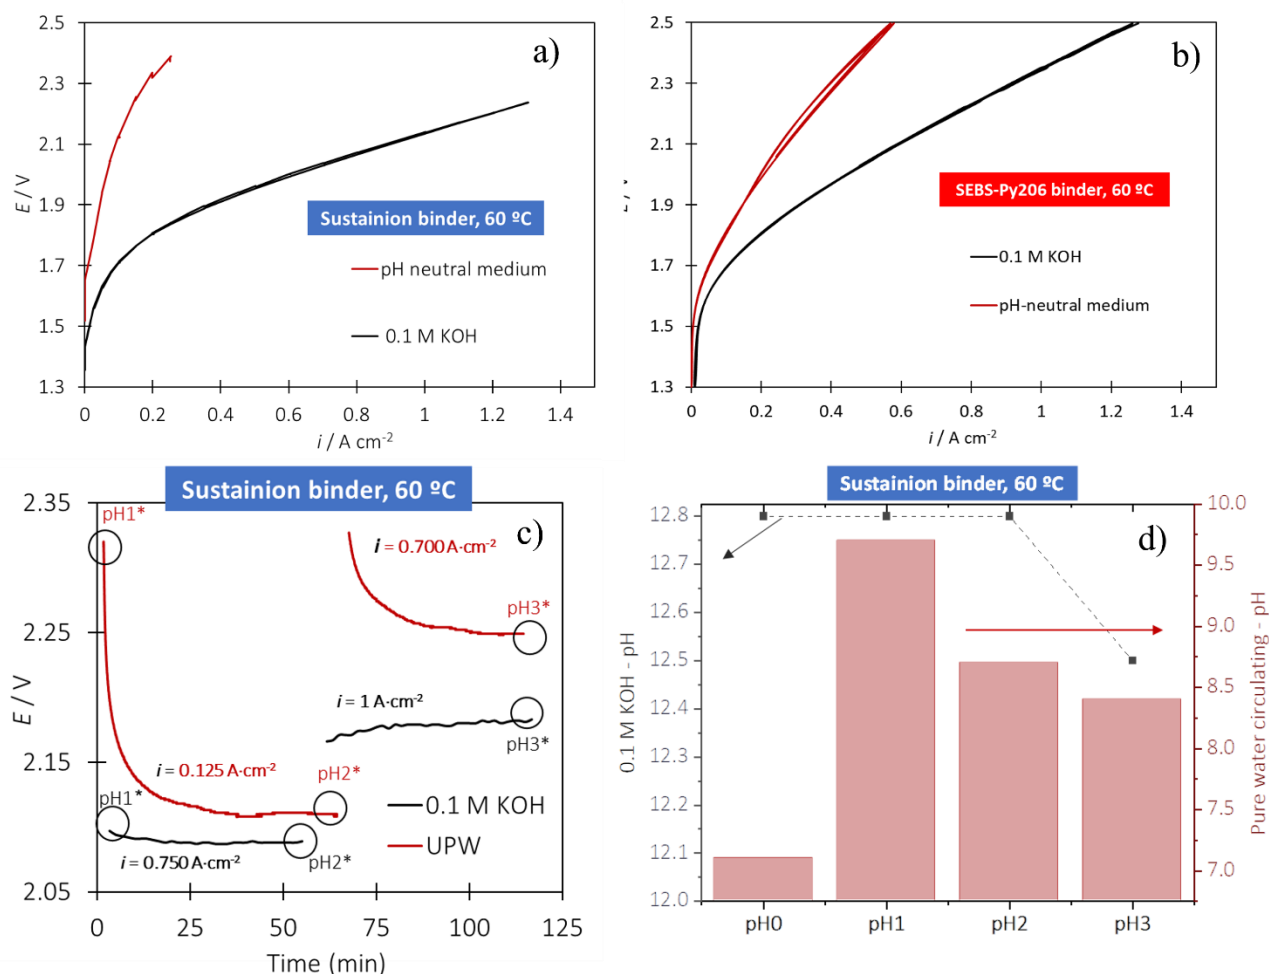 a)
2.5
2.3
2.1
1.9
1.7
1.5
1.3
E / V
Sustainion binder, 60 ºC
pH neutral medium
0.1 M KOH
0 0.2 0.4 0.6 0.8 1 1.2 1.4
i / A cm-2
b)
2.5
2.3
2.1
1.9
1.7
1.5
1.3
SEBS-Py206 binder, 60 ºC
0.1 M KOH
pH-neutral medium
0 0.2 0.4 0.6 0.8 1 1.2 1.4
i / A cm-2
Sustainion binder, 60 ºC
c)
2.35
2.25
2.15
2.05
E / V
pH1*
i = 0.700 A·cm-2
pH3*
i = 1 A·cm-2
pH3*
i = 0.125 A·cm-2
pH2*
pH1*
i = 0.750 A·cm-2
pH2*
0.1 M KOH
UPW
0 25 50 75 100 125
Time (min)
Sustainion binder, 60 ºC
d)
12.8
12.7
12.6
12.5
12.4
12.3
12.2
12.1
12.0
0.1 M KOH - pH
10.0
9.5
9.0
8.5
8.0
7.5
7.0
Pure water circulating - pH
pH0 pH1 pH2 pH3